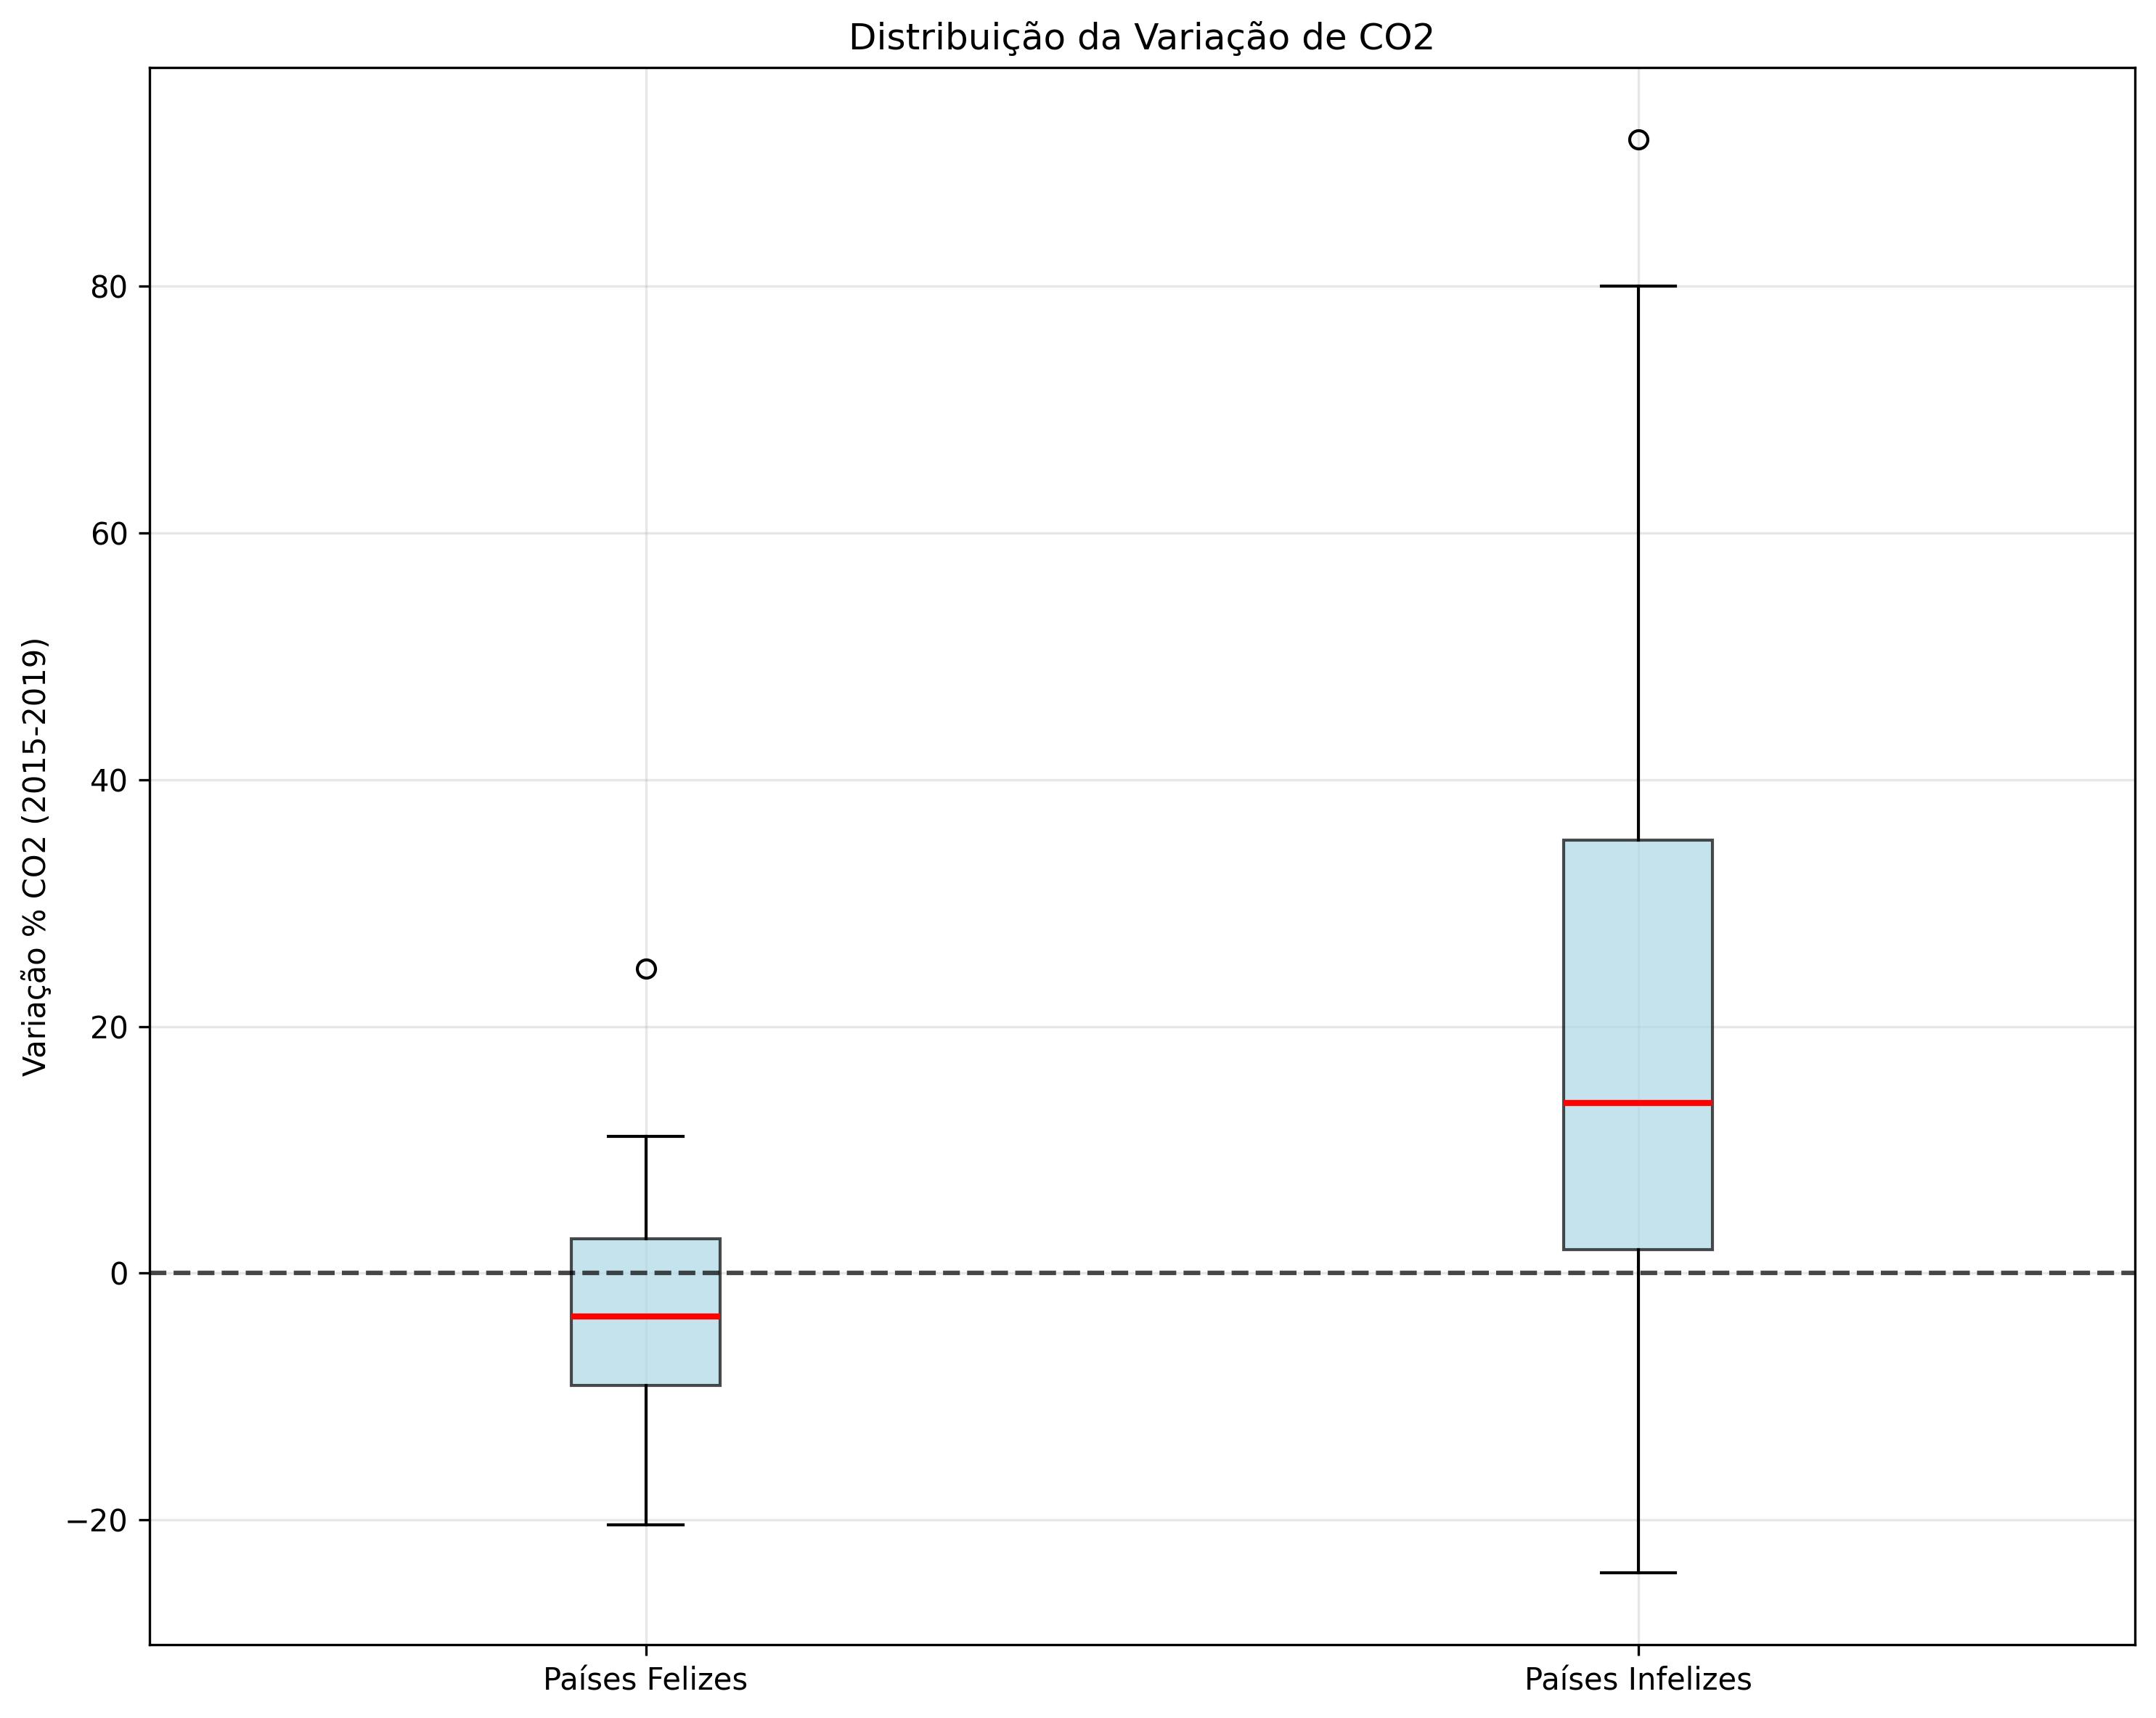 Distribuição da Variação de CO2
Variação % CO2 (2015-2019)
80
60
40
20
0
−20
Países Felizes
Países Infelizes